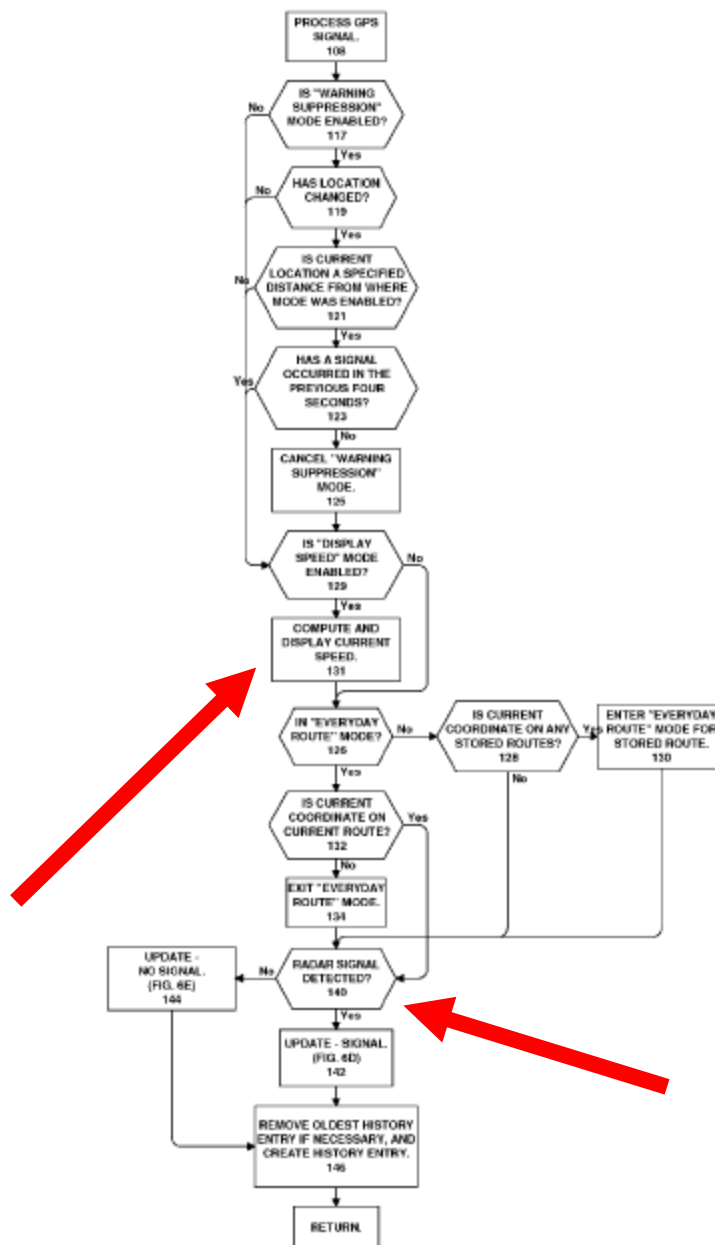 PROCESS GPS
SIGNAL.
108
IS "WARNING
SUPPRESSION"
MODE ENABLED?
117
No
Yes
HAS LOCATION
CHANGED?
119
No
Yes
IS CURRENT
LOCATION A SPECIFIED
DISTANCE FROM WHERE
MODE WAS ENABLED?
121
No
Yes
HAS A SIGNAL
OCCURRED IN THE
PREVIOUS FOUR
SECONDS?
123
Yes
No
CANCEL "WARNING
SUPPRESSION"
MODE.
125
IS "DISPLAY
SPEED" MODE
ENABLED?
129
No
Yes
COMPUTE AND
DISPLAY CURRENT
SPEED.
131
IN "EVERYDAY
ROUTE" MODE?
126
No
Yes
IS CURRENT
COORDINATE ON ANY
STORED ROUTES?
128
Yes
No
ENTER "EVERYDAY
ROUTE" MODE FOR
STORED ROUTE.
130
IS CURRENT
COORDINATE ON
CURRENT ROUTE?
132
Yes
No
EXIT "EVERYDAY
ROUTE" MODE.
134
RADAR SIGNAL
DETECTED?
140
No
Yes
UPDATE -
NO SIGNAL.
(FIG. 6E)
144
UPDATE - SIGNAL.
(FIG. 6D)
142
REMOVE OLDEST HISTORY
ENTRY IF NECESSARY, AND
CREATE HISTORY ENTRY.
146
RETURN.